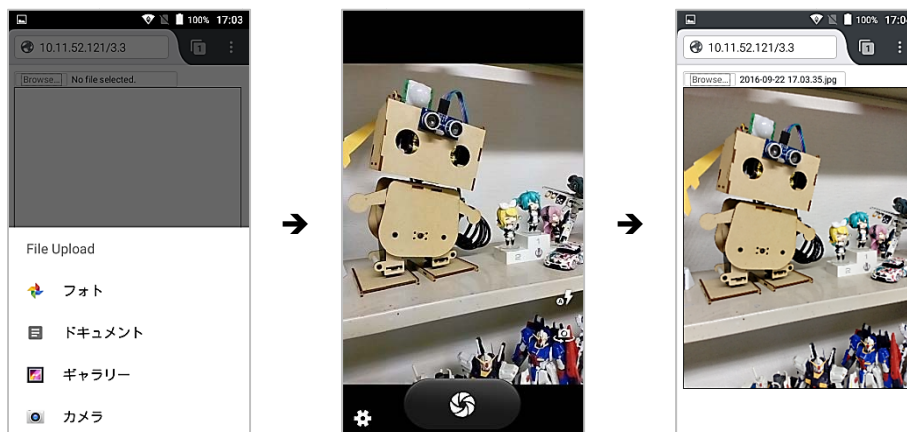 100% 17:03
10.11.52.121/3.3
1
Browse... No file selected.
File Upload
フォト
ドキュメント
ギャラリー
カメラ
➔
➔
100% 17:04
10.11.52.121/3.3
1
Browse... 2016-09-22 17.03.35.jpg